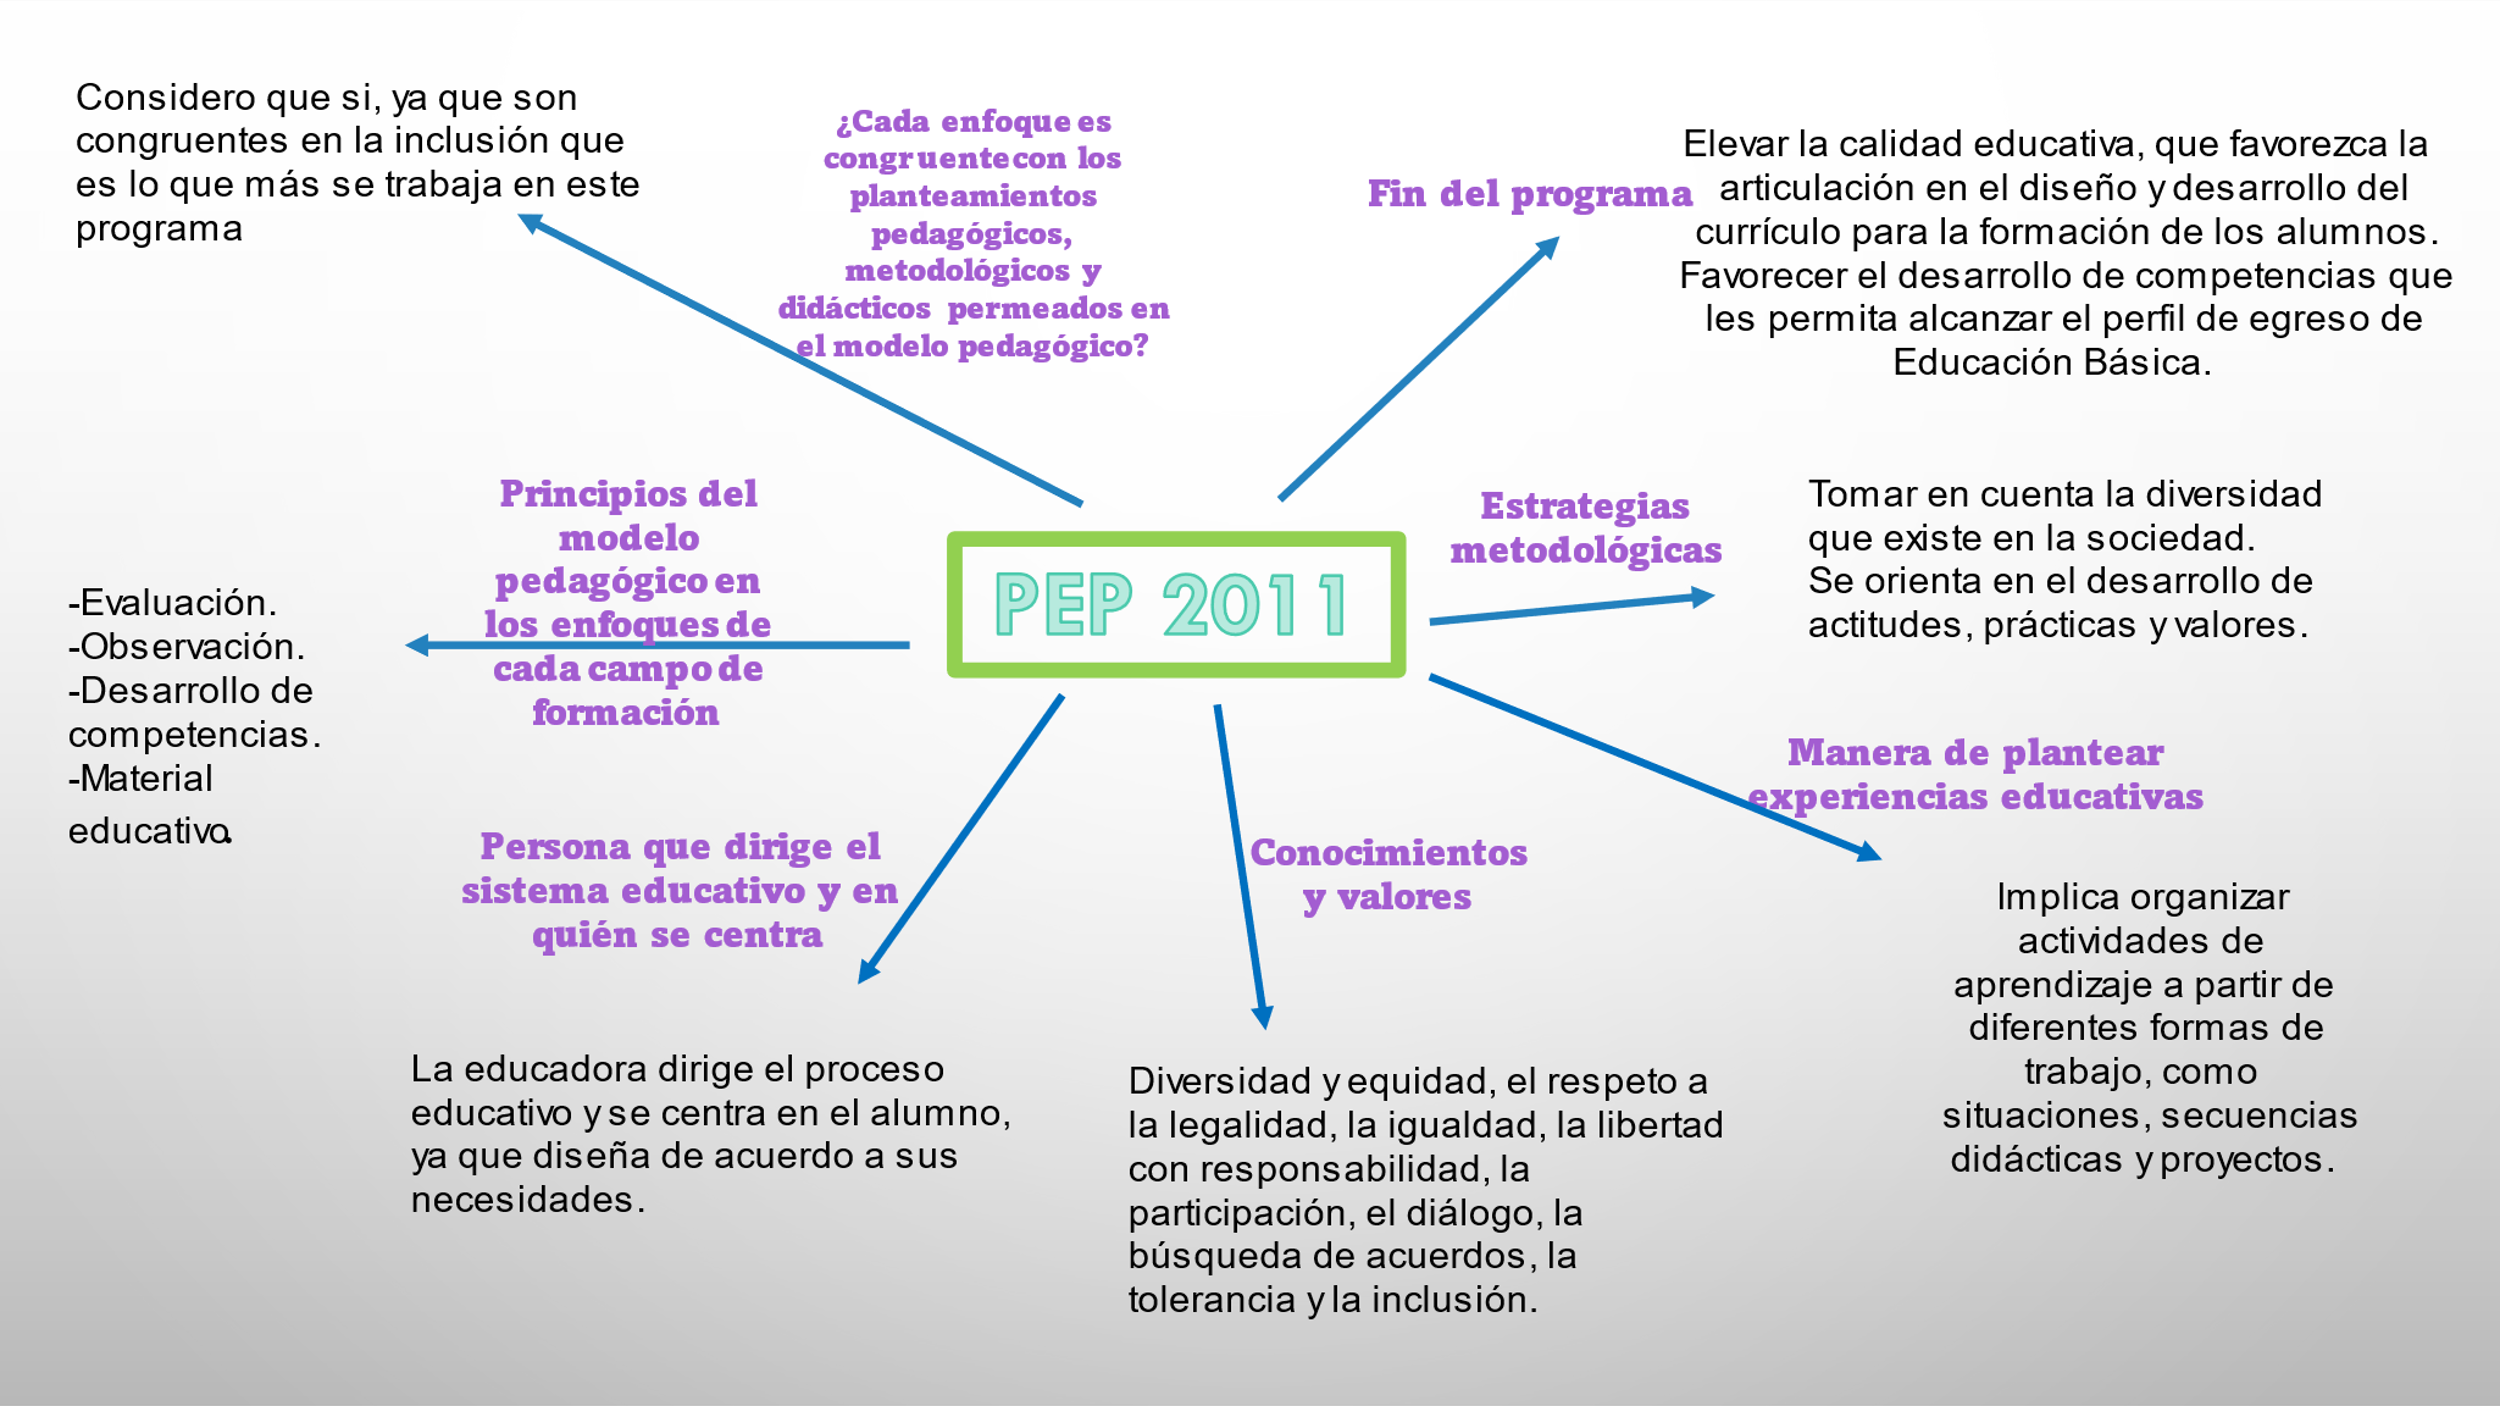 Considero que si, ya que son
congruentes en la inclusión que
es lo que más se trabaja en este
programa
¿Cada enfoque es
congruente con los
planteamientos
pedagógicos,
metodológicos y
didácticos permeados en
el modelo pedagógico?
Fin del programa
Elevar la calidad educativa, que favorezca la
articulación en el diseño y desarrollo del
currículo para la formación de los alumnos.
Favorecer el desarrollo de competencias que
les permita alcanzar el perfil de egreso de
Educación Básica.
Principios del
modelo
pedagógico en
los enfoques de
cada campo de
formación
-Evaluación.
-Observación.
-Desarrollo de
competencias.
-Material
educativo.
PEP 2011
Estrategias
metodológicas
Tomar en cuenta la diversidad
que existe en la sociedad.
Se orienta en el desarrollo de
actitudes, prácticas y valores.
Manera de plantear
experiencias educativas
Implica organizar
actividades de
aprendizaje a partir de
diferentes formas de
trabajo, como
situaciones, secuencias
didácticas y proyectos.
Persona que dirige el
sistema educativo y en
quién se centra
La educadora dirige el proceso
educativo y se centra en el alumno,
ya que diseña de acuerdo a sus
necesidades.
Conocimientos
y valores
Diversidad y equidad, el respeto a
la legalidad, la igualdad, la libertad
con responsabilidad, la
participación, el diálogo, la
búsqueda de acuerdos, la
tolerancia y la inclusión.